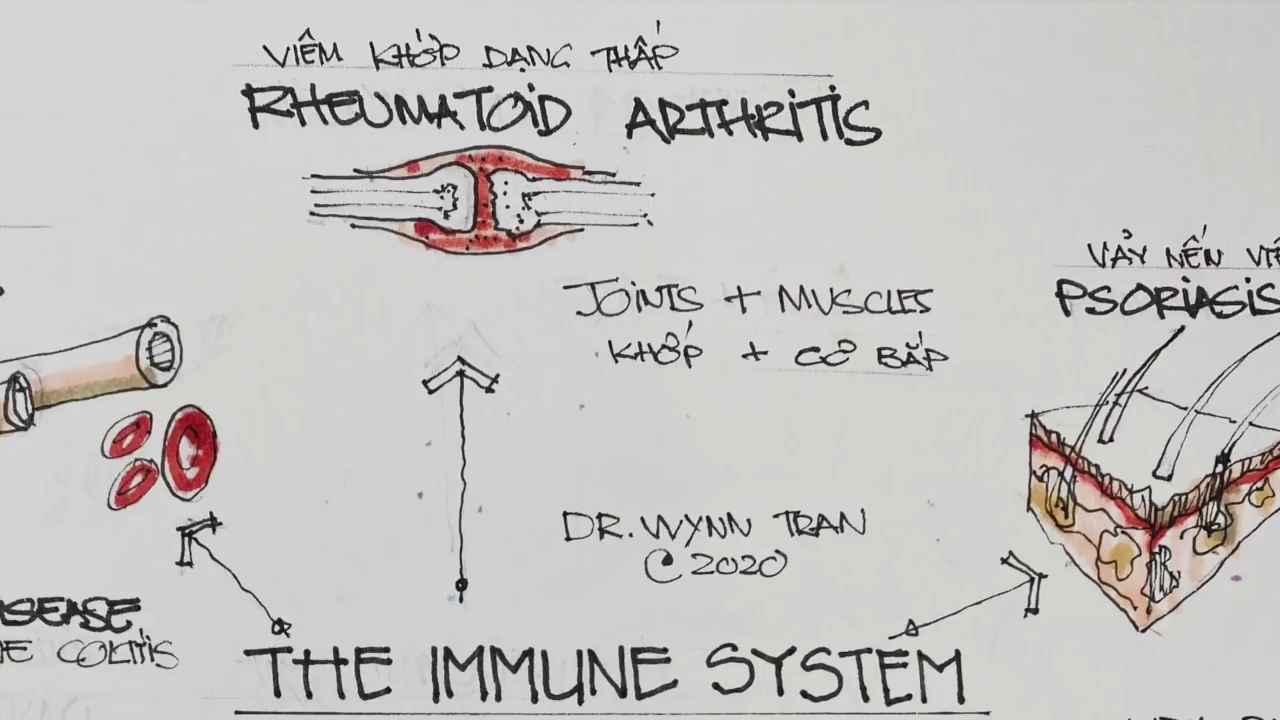 VIÊM KHỚP DẠNG THẤP
RHEUMATOID ARTHRITIS
JOINTS + MUSCLES
KHỚP + CƠ BẮP
VẢY NẾN
PSORIASIS
DR. WYNN TRAN
© 2020
COLITIS
THE IMMUNE SYSTEM